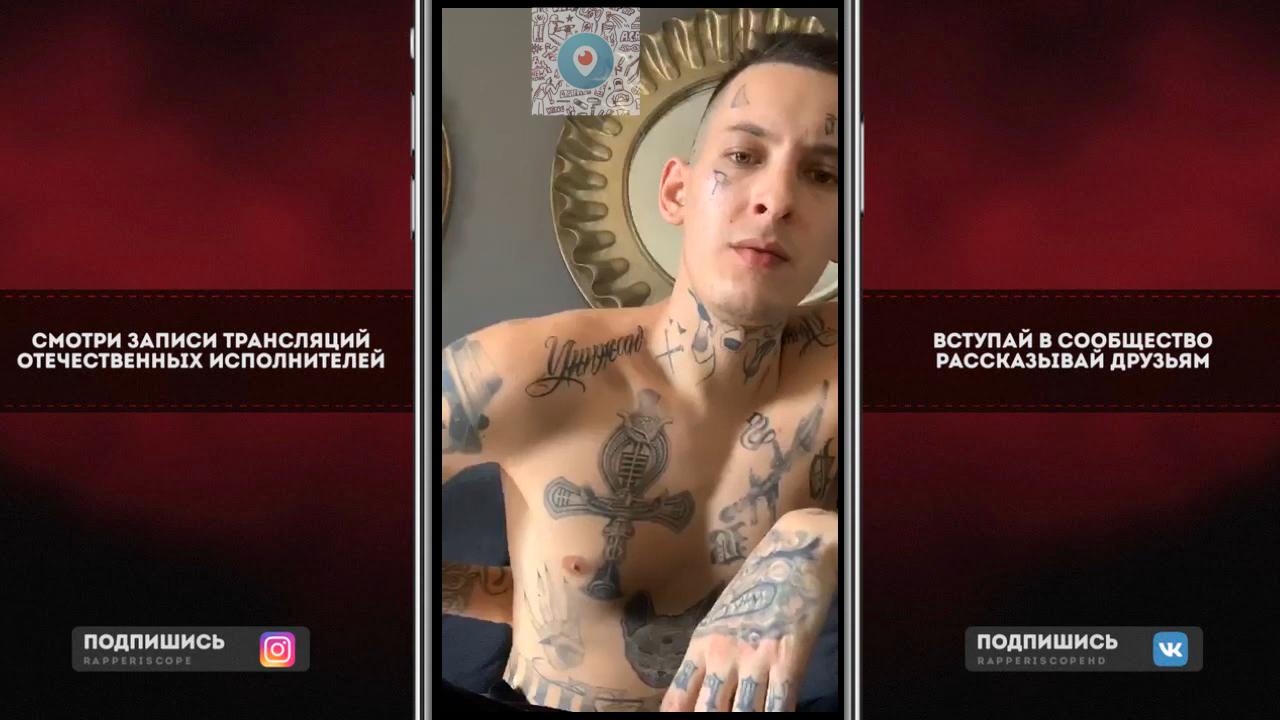 СМОТРИ ЗАПИСИ ТРАНСЛЯЦИЙ
ОТЕЧЕСТВЕННЫХ ИСПОЛНИТЕЛЕЙ
ВСТУПАЙ В СООБЩЕСТВО
РАССКАЗЫВАЙ ДРУЗЬЯМ
ПОДПИШИСЬ
RAPPERISCOPE
ПОДПИШИСЬ
RAPPERISCOPEHD